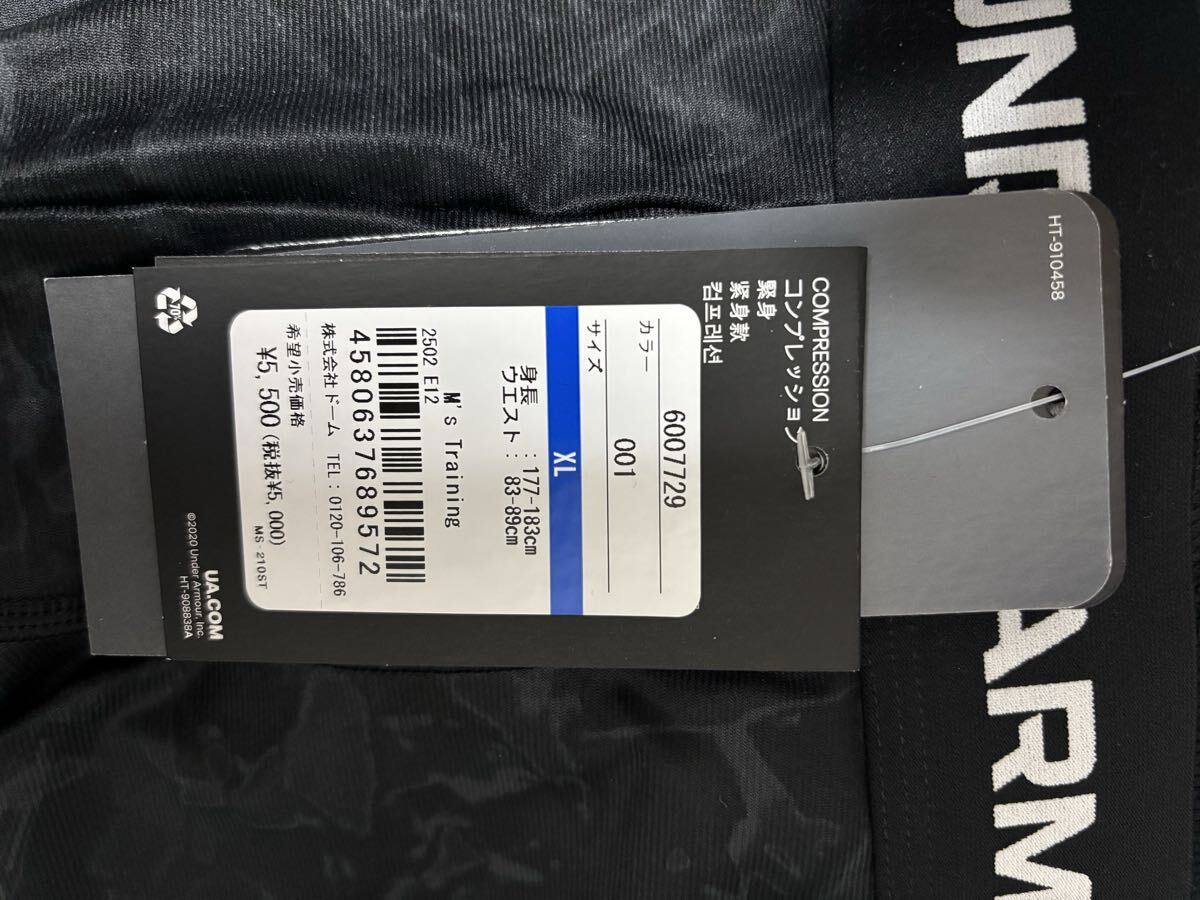 UNDE
ARM
HT-910458
COMPRESSION
コンプレッション
緊身
紧身款
컴프레션
6007729
カラー
001
サイズ
XL
身長 : 177-183cm
ウエスト : 83-89cm
M's Training
2502 E12
4580637689572
株式会社ドーム TEL : 0120-106-786
希望小売価格
¥5,500 (税抜¥5,000)
MS-210ST
70%
UA.COM
©2020 Under Armour, Inc.
HT-908838A